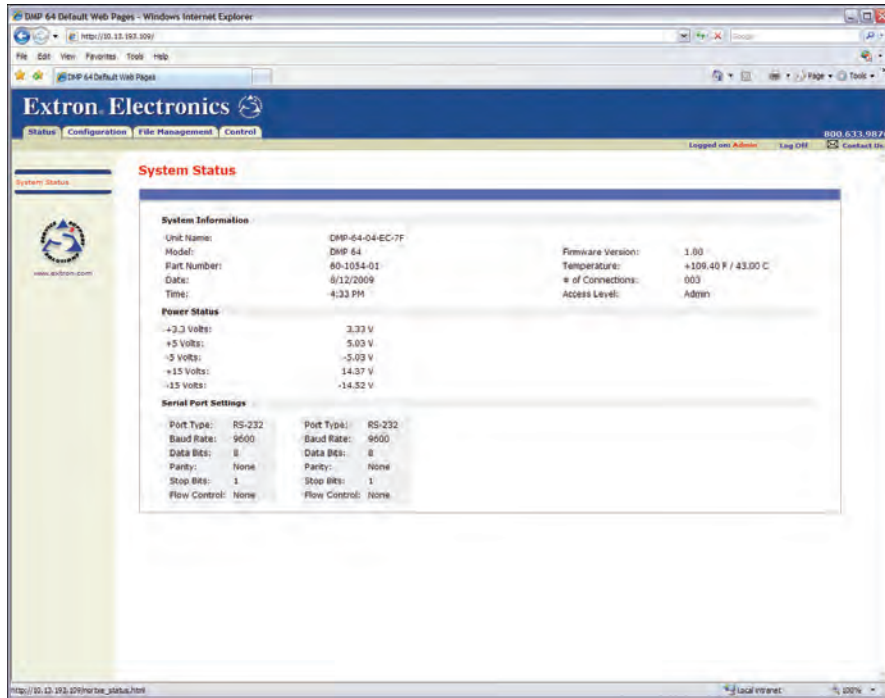 DMP 64 Default Web Pages - Windows Internet Explorer
http://10.13.193.109/
Google
File Edit View Favorites Tools Help
DMP 64 Default Web Pages
Page Tools
Extron Electronics
Status Configuration File Management Control
800.633.987
Logged on: Admin Log Off Contact Us
System Status
System Status
www.extron.com
System Information
Unit Name: DMP-64-04-EC-7F
Model: DMP 64 Firmware Version: 1.00
Part Number: 60-1054-01 Temperature: +109.40 F / 43.00 C
Date: 8/12/2009 # of Connections: 003
Time: 4:33 PM Access Level: Admin
Power Status
+3.3 Volts: 3.33 V
+5 Volts: 5.03 V
-5 Volts: -5.03 V
+15 Volts: 14.37 V
-15 Volts: -14.52 V
Serial Port Settings
Port Type: RS-232 Port Type: RS-232
Baud Rate: 9600 Baud Rate: 9600
Data Bits: 8 Data Bits: 8
Parity: None Parity: None
Stop Bits: 1 Stop Bits: 1
Flow Control: None Flow Control: None
Local intranet 100%